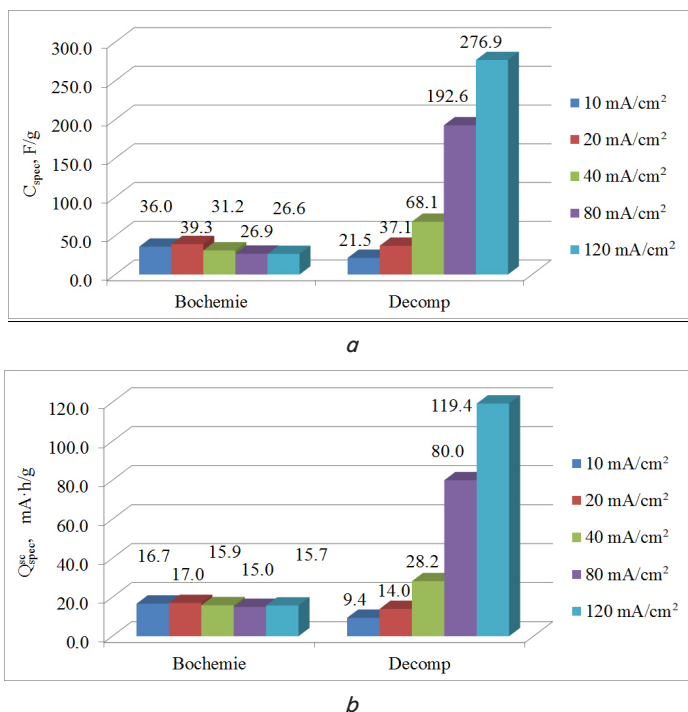 300.0
276.9
250.0
192.6
10 mA/cm²
200.0
20 mA/cm²
C_spec, F/g
150.0
40 mA/cm²
100.0
36.0 31.2 26.6
68.1
80 mA/cm²
39.3 26.9
21.5 37.1
50.0
120 mA/cm²
0.0
Bochemie Decomp
a
120.0
119.4
100.0
80.0
10 mA/cm²
80.0
20 mA/cm²
Q^sc_spec, mA·h/g
60.0
40 mA/cm²
40.0
16.7 15.9 15.7
28.2
80 mA/cm²
17.0 15.0
9.4 14.0
20.0
120 mA/cm²
0.0
Bochemie Decomp
b